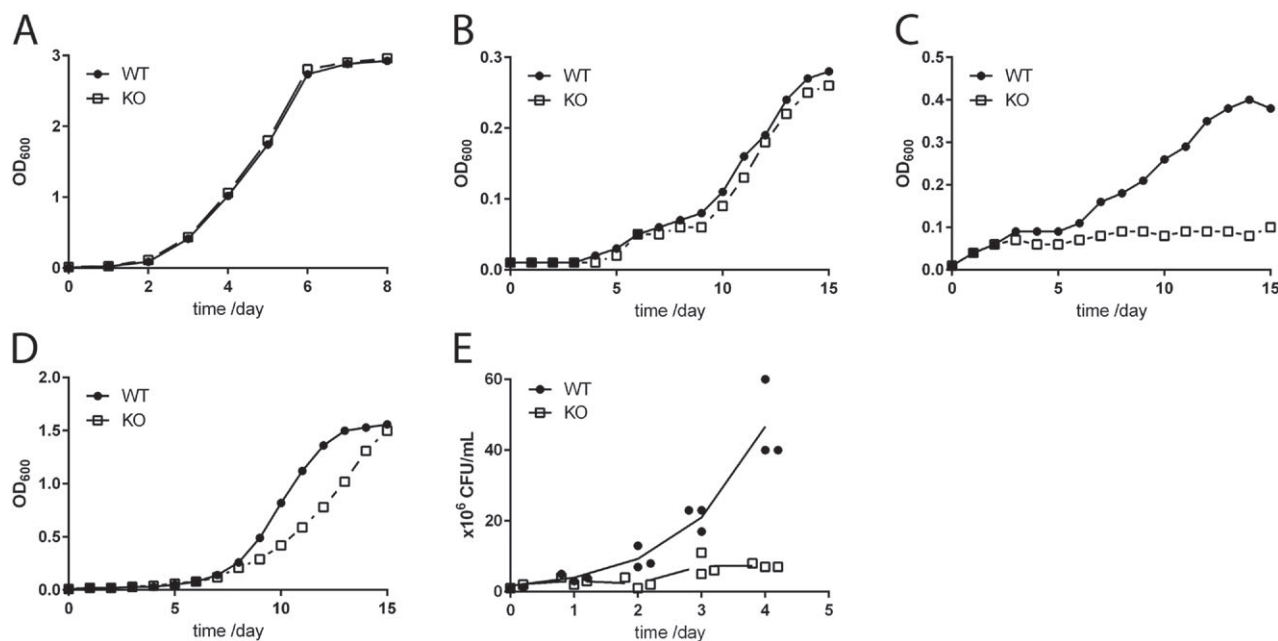 A
3
2
1
0
OD600
WT
KO
0 2 4 6 8
time /day
B
0.3
0.2
0.1
0.0
OD600
WT
KO
0 5 10 15
time /day
C
0.5
0.4
0.3
0.2
0.1
0.0
OD600
WT
KO
0 5 10 15
time /day
D
2.0
1.5
1.0
0.5
0.0
OD600
WT
KO
0 5 10 15
time /day
E
60
40
20
0
x10⁶ CFU/mL
WT
KO
0 1 2 3 4 5
time /day